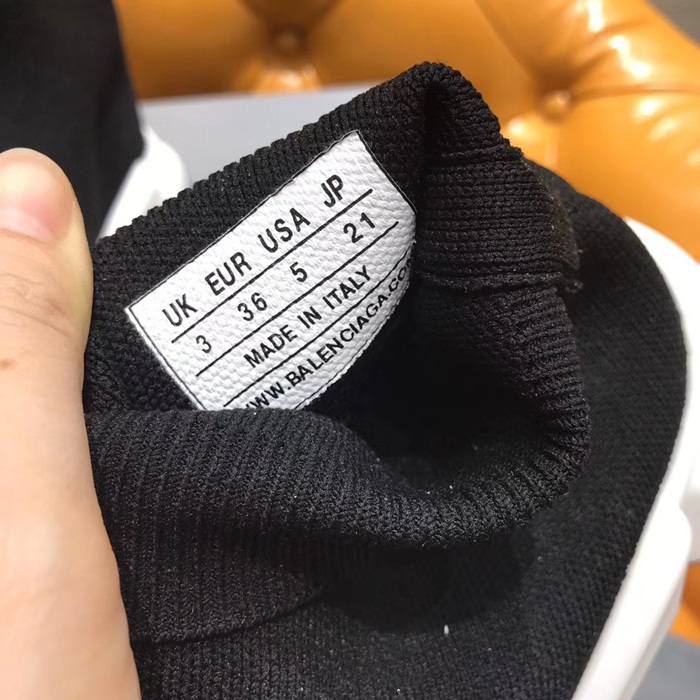 UK EUR USA JP
3 36 5 21
MADE IN ITALY
WWW.BALENCIAGA.CO